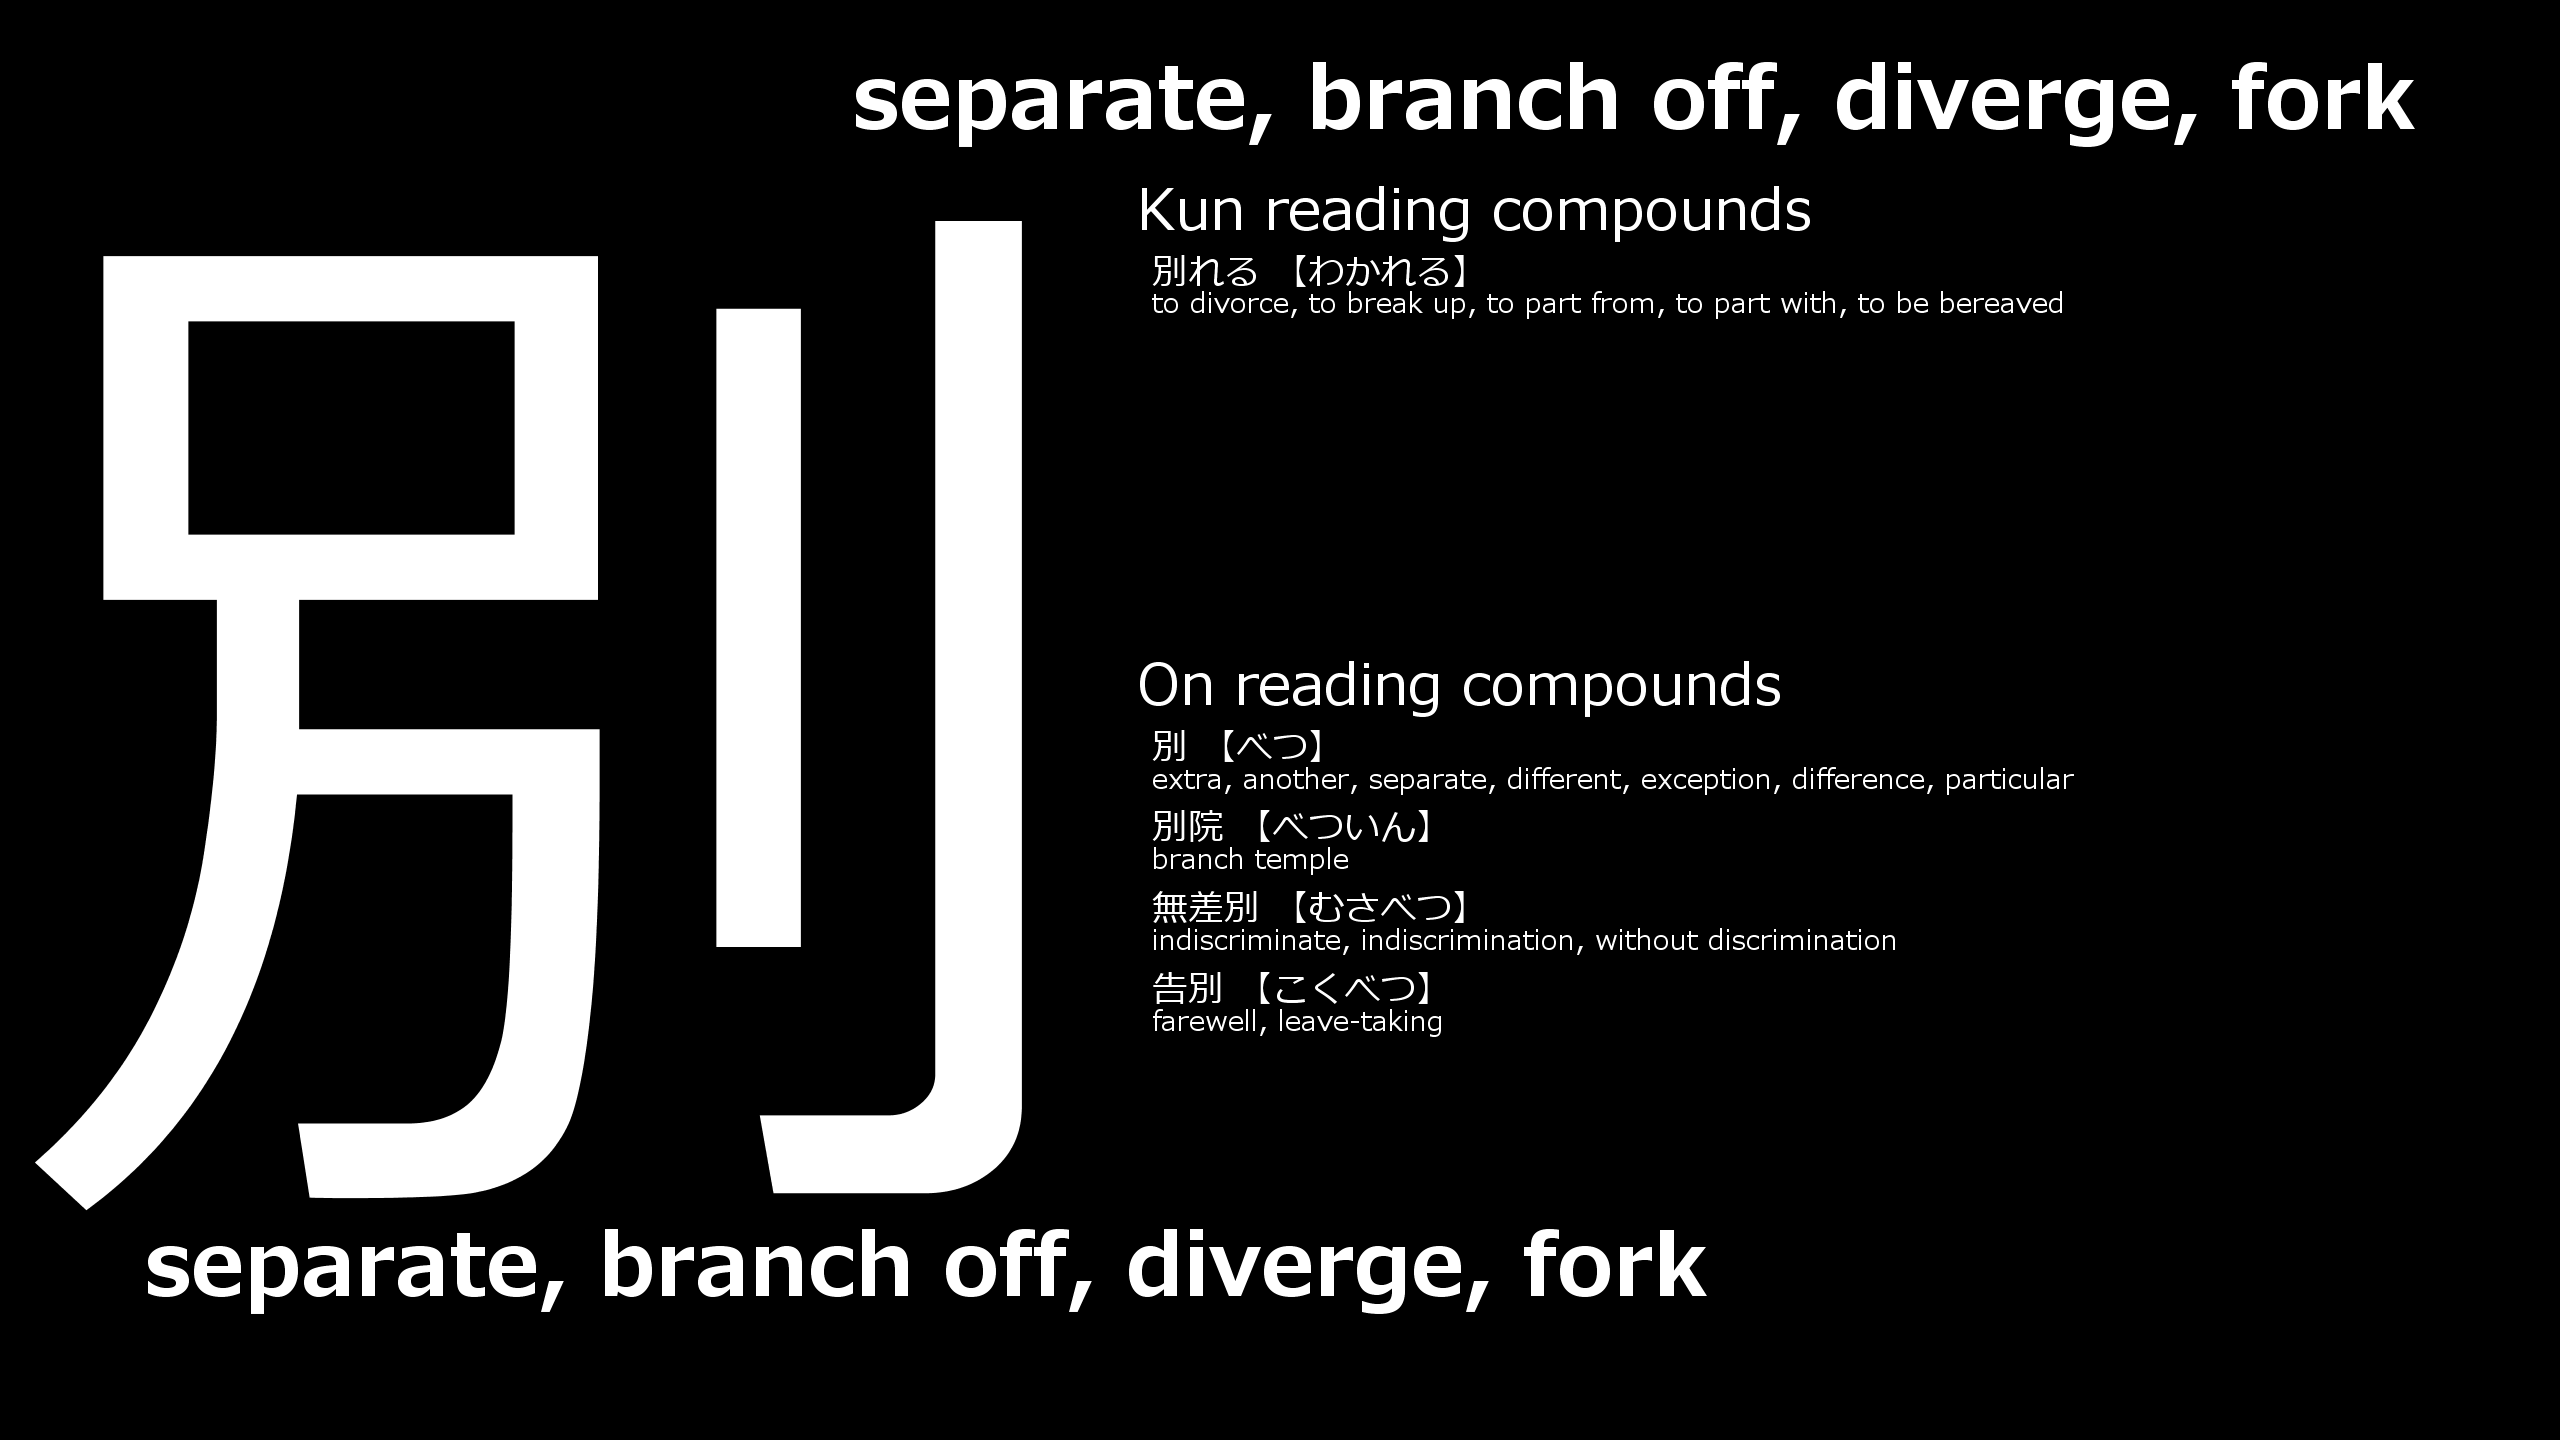 separate, branch off, diverge, fork
別
Kun reading compounds
別れる 【わかれる】
to divorce, to break up, to part from, to part with, to be bereaved
On reading compounds
別 【べつ】
extra, another, separate, different, exception, difference, particular
別院 【べついん】
branch temple
無差別 【むさべつ】
indiscriminate, indiscrimination, without discrimination
告別 【こくべつ】
farewell, leave-taking
separate, branch off, diverge, fork